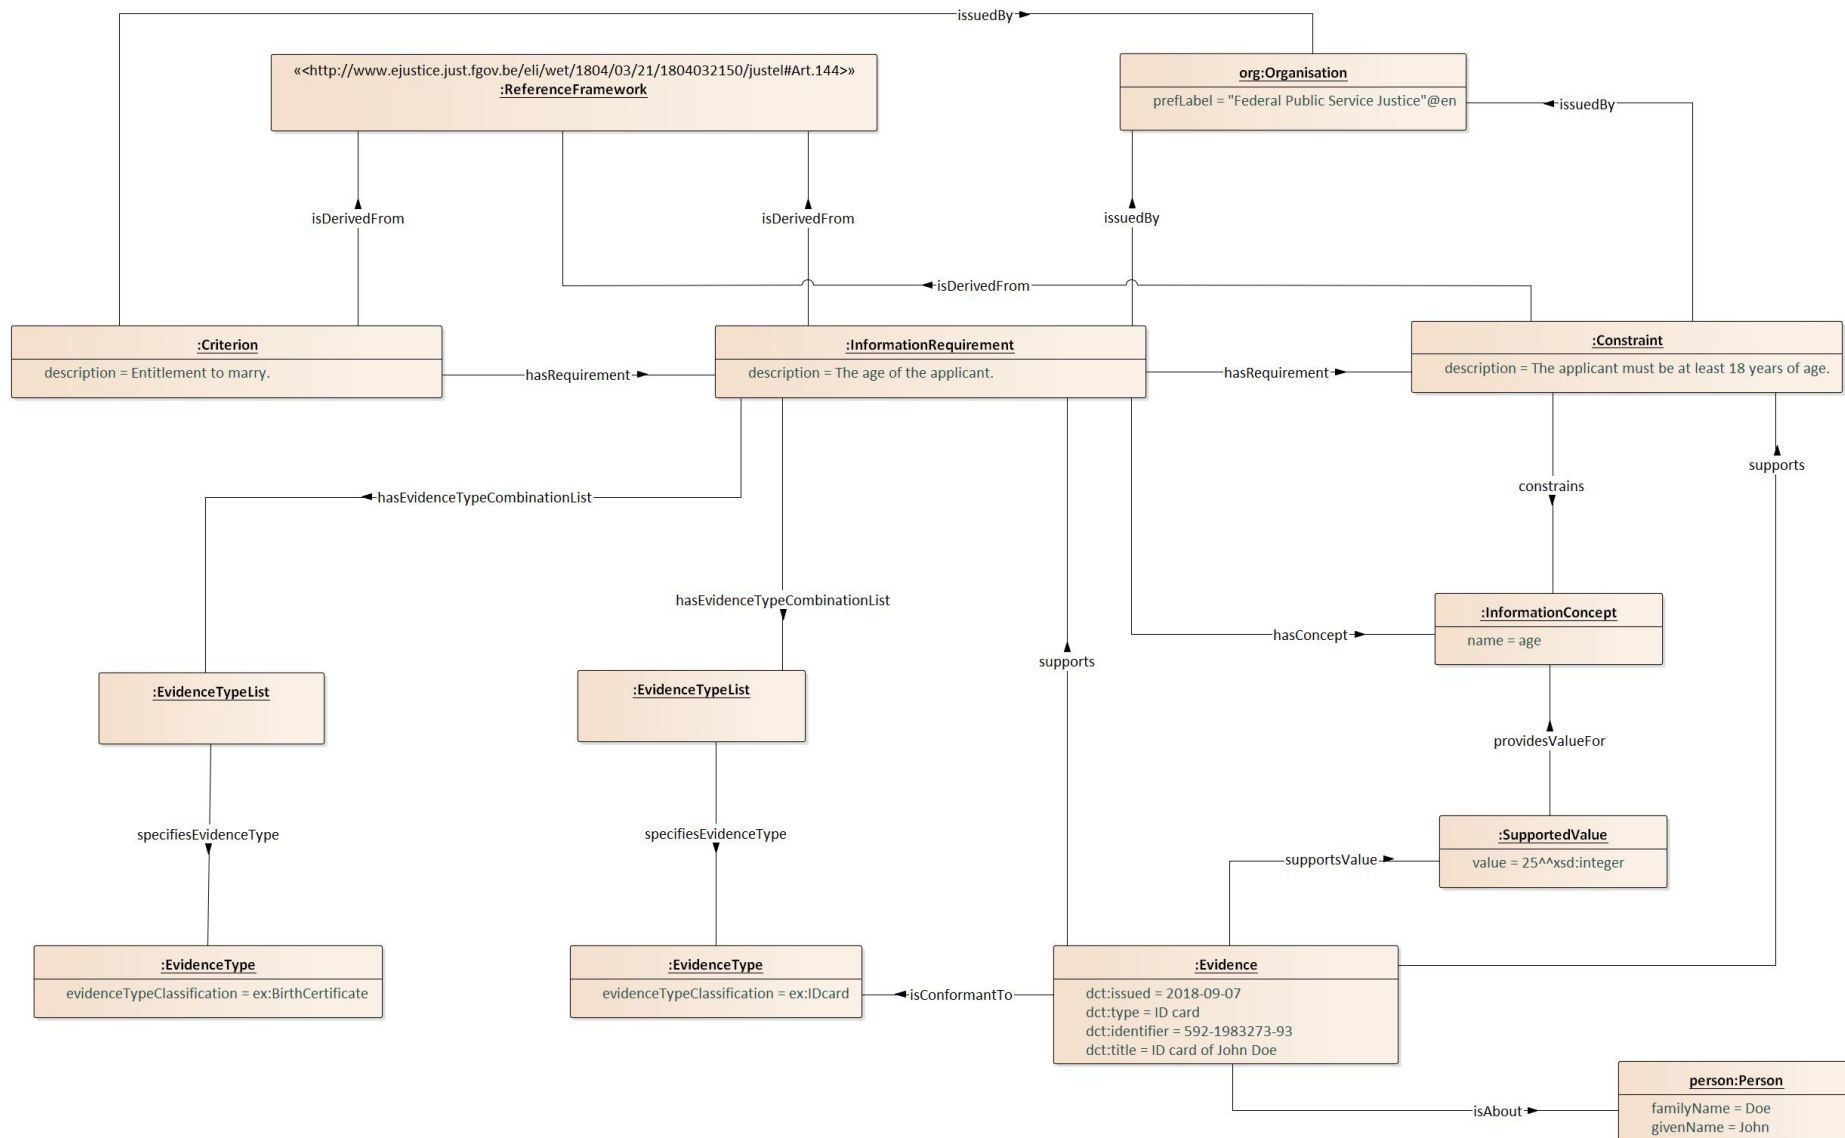 issuedBy
«<http://www.ejustice.just.fgov.be/eli/wet/1804/03/21/1804032150/justel#Art.144>»
:ReferenceFramework
org:Organisation
prefLabel = "Federal Public Service Justice"@en
issuedBy
isDerivedFrom
isDerivedFrom
issuedBy
isDerivedFrom
:Criterion
description = Entitlement to marry.
hasRequirement
:InformationRequirement
description = The age of the applicant.
hasRequirement
:Constraint
description = The applicant must be at least 18 years of age.
supports
constrains
hasEvidenceTypeCombinationList
hasEvidenceTypeCombinationList
:InformationConcept
name = age
hasConcept
supports
:EvidenceTypeList
:EvidenceTypeList
providesValueFor
specifiesEvidenceType
specifiesEvidenceType
:SupportedValue
value = 25^^xsd:integer
supportsValue
:EvidenceType
evidenceTypeClassification = ex:BirthCertificate
:EvidenceType
evidenceTypeClassification = ex:IDcard
isConformantTo
:Evidence
dct:issued = 2018-09-07
dct:type = ID card
dct:identifier = 592-1983273-93
dct:title = ID card of John Doe
isAbout
person:Person
familyName = Doe
givenName = John